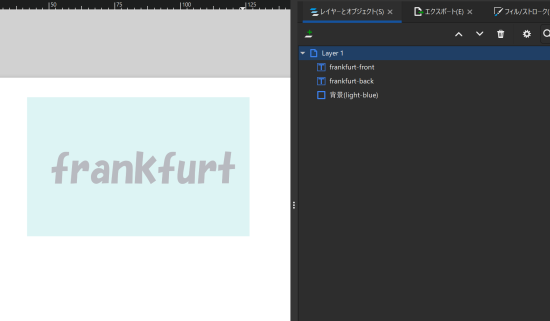 50
75
100
125
レイヤーとオブジェクト(S)
エクスポート(E)
フィル/ストローク(
Layer 1
frankfurt-front
frankfurt-back
背景(light-blue)
frankfurt